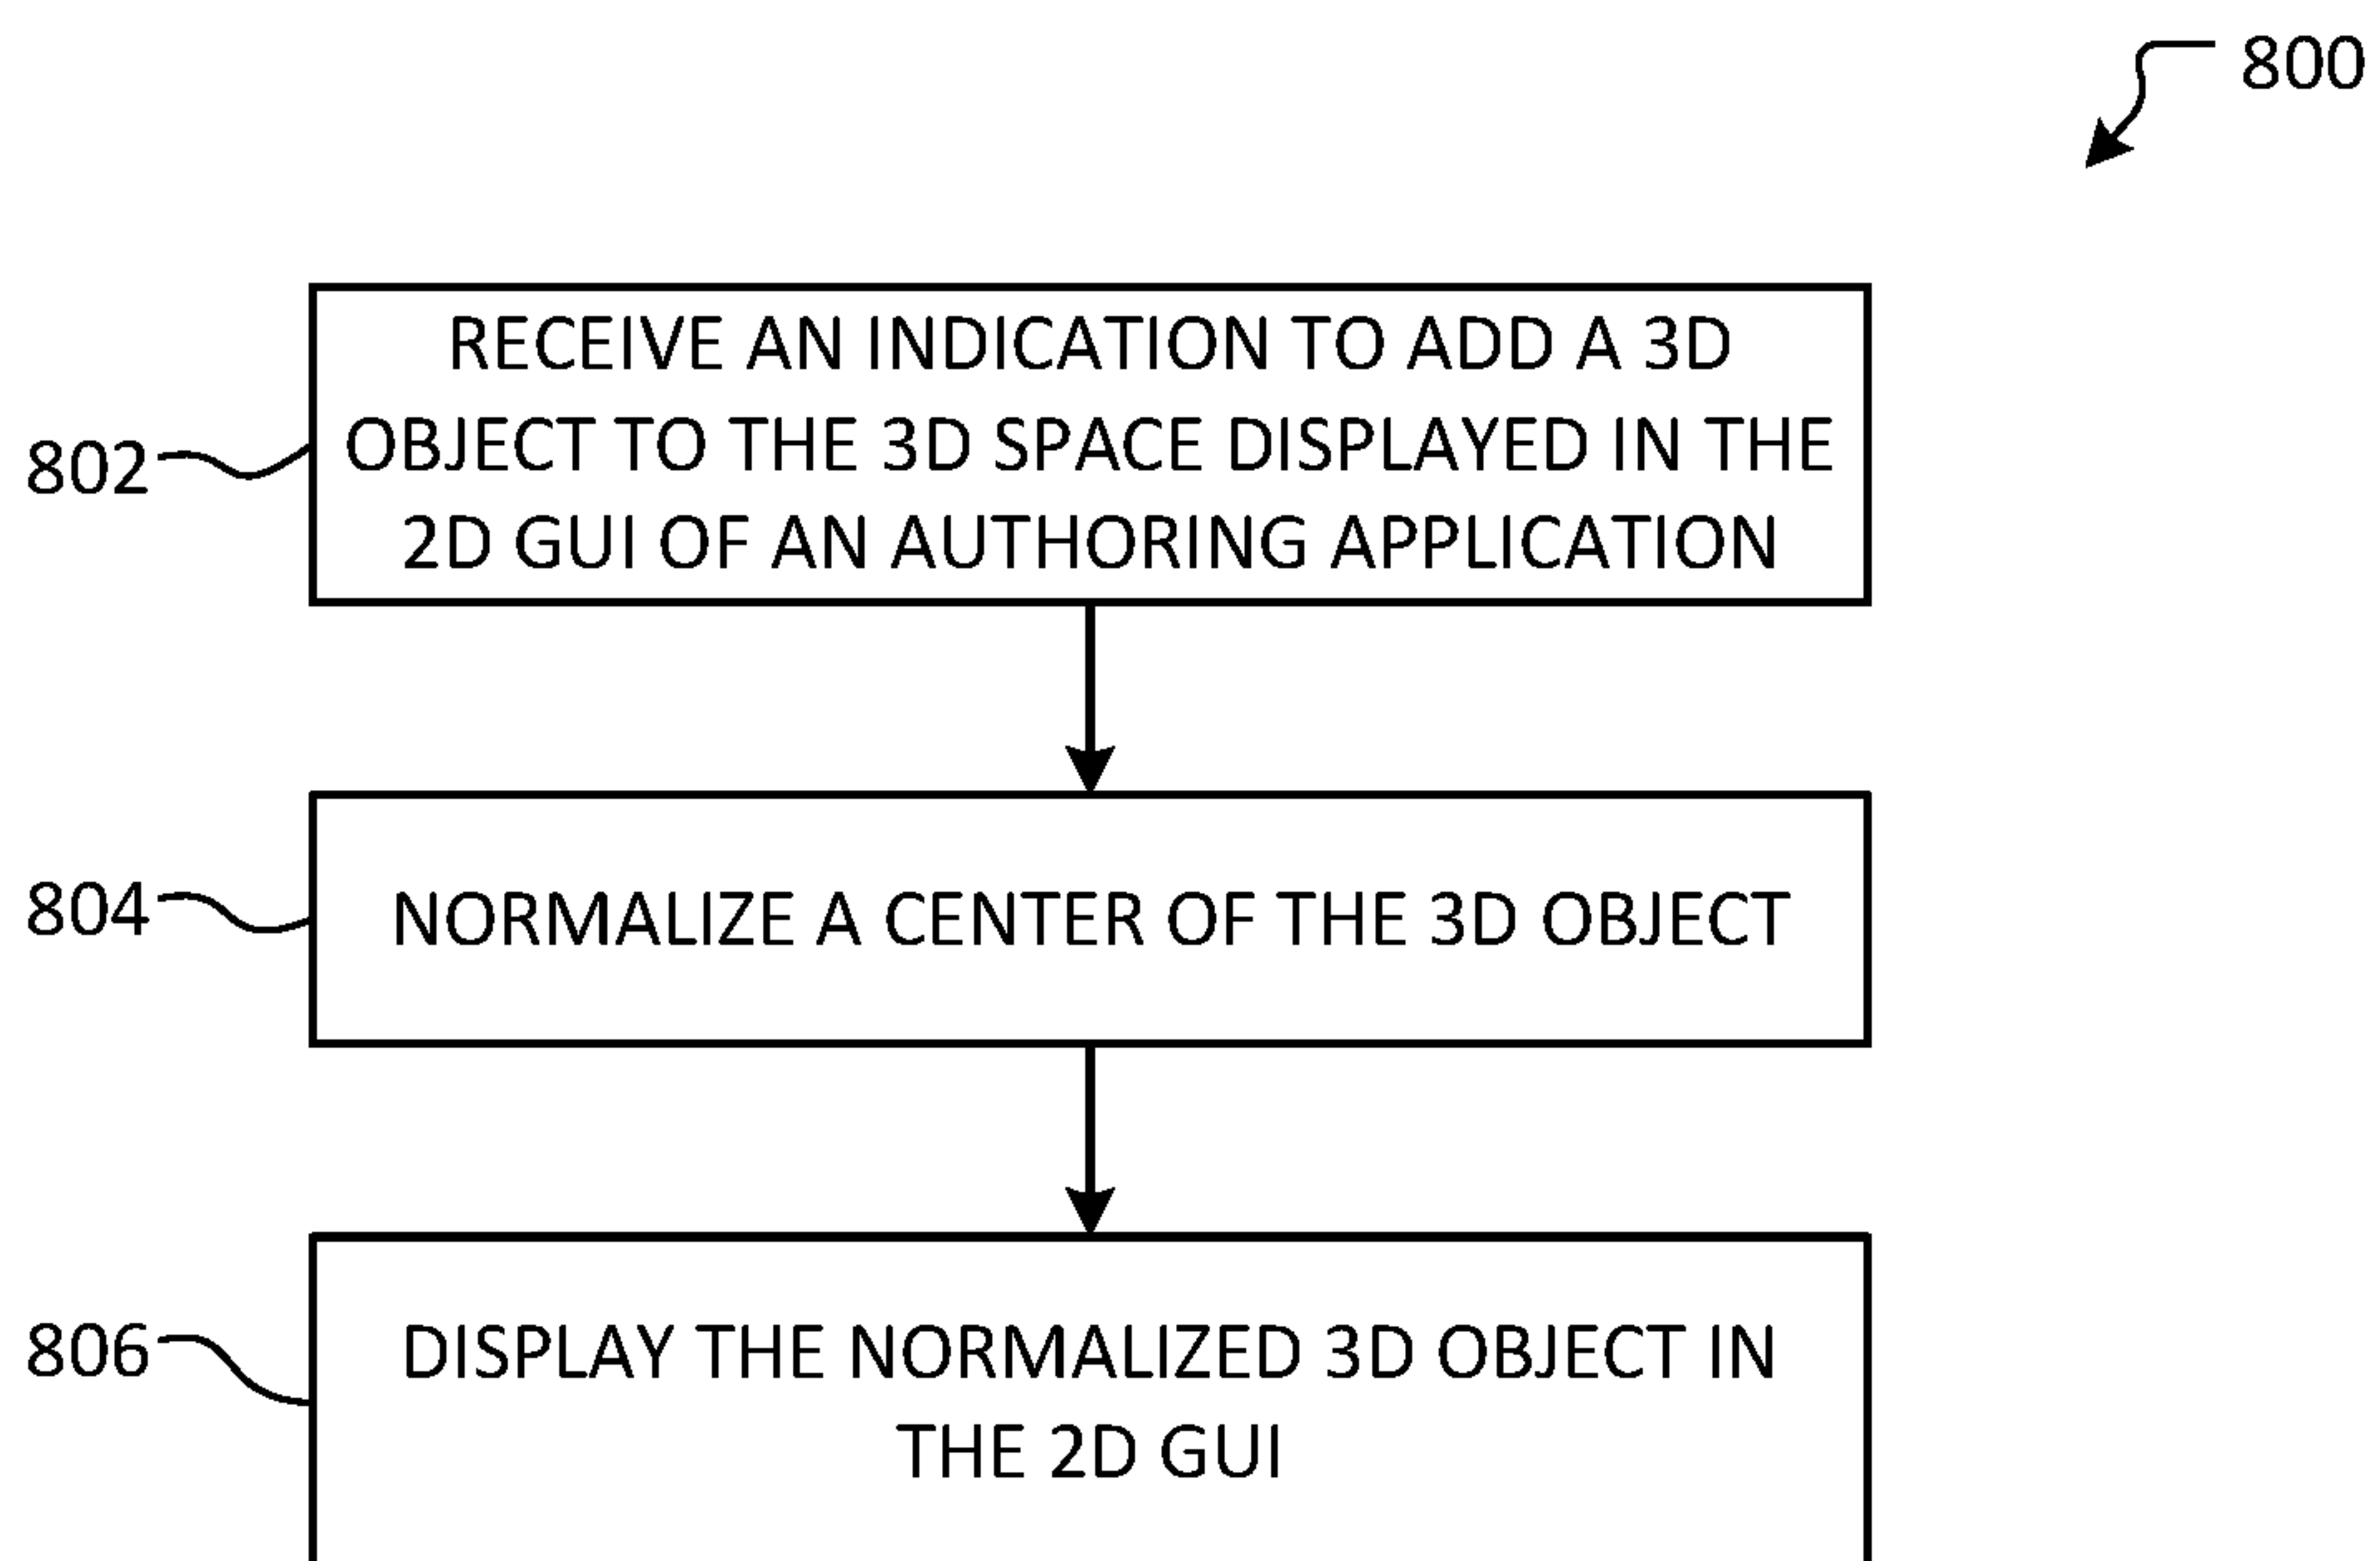 800
RECEIVE AN INDICATION TO ADD A 3D
OBJECT TO THE 3D SPACE DISPLAYED IN THE
2D GUI OF AN AUTHORING APPLICATION
802
NORMALIZE A CENTER OF THE 3D OBJECT
804
DISPLAY THE NORMALIZED 3D OBJECT IN
THE 2D GUI
806